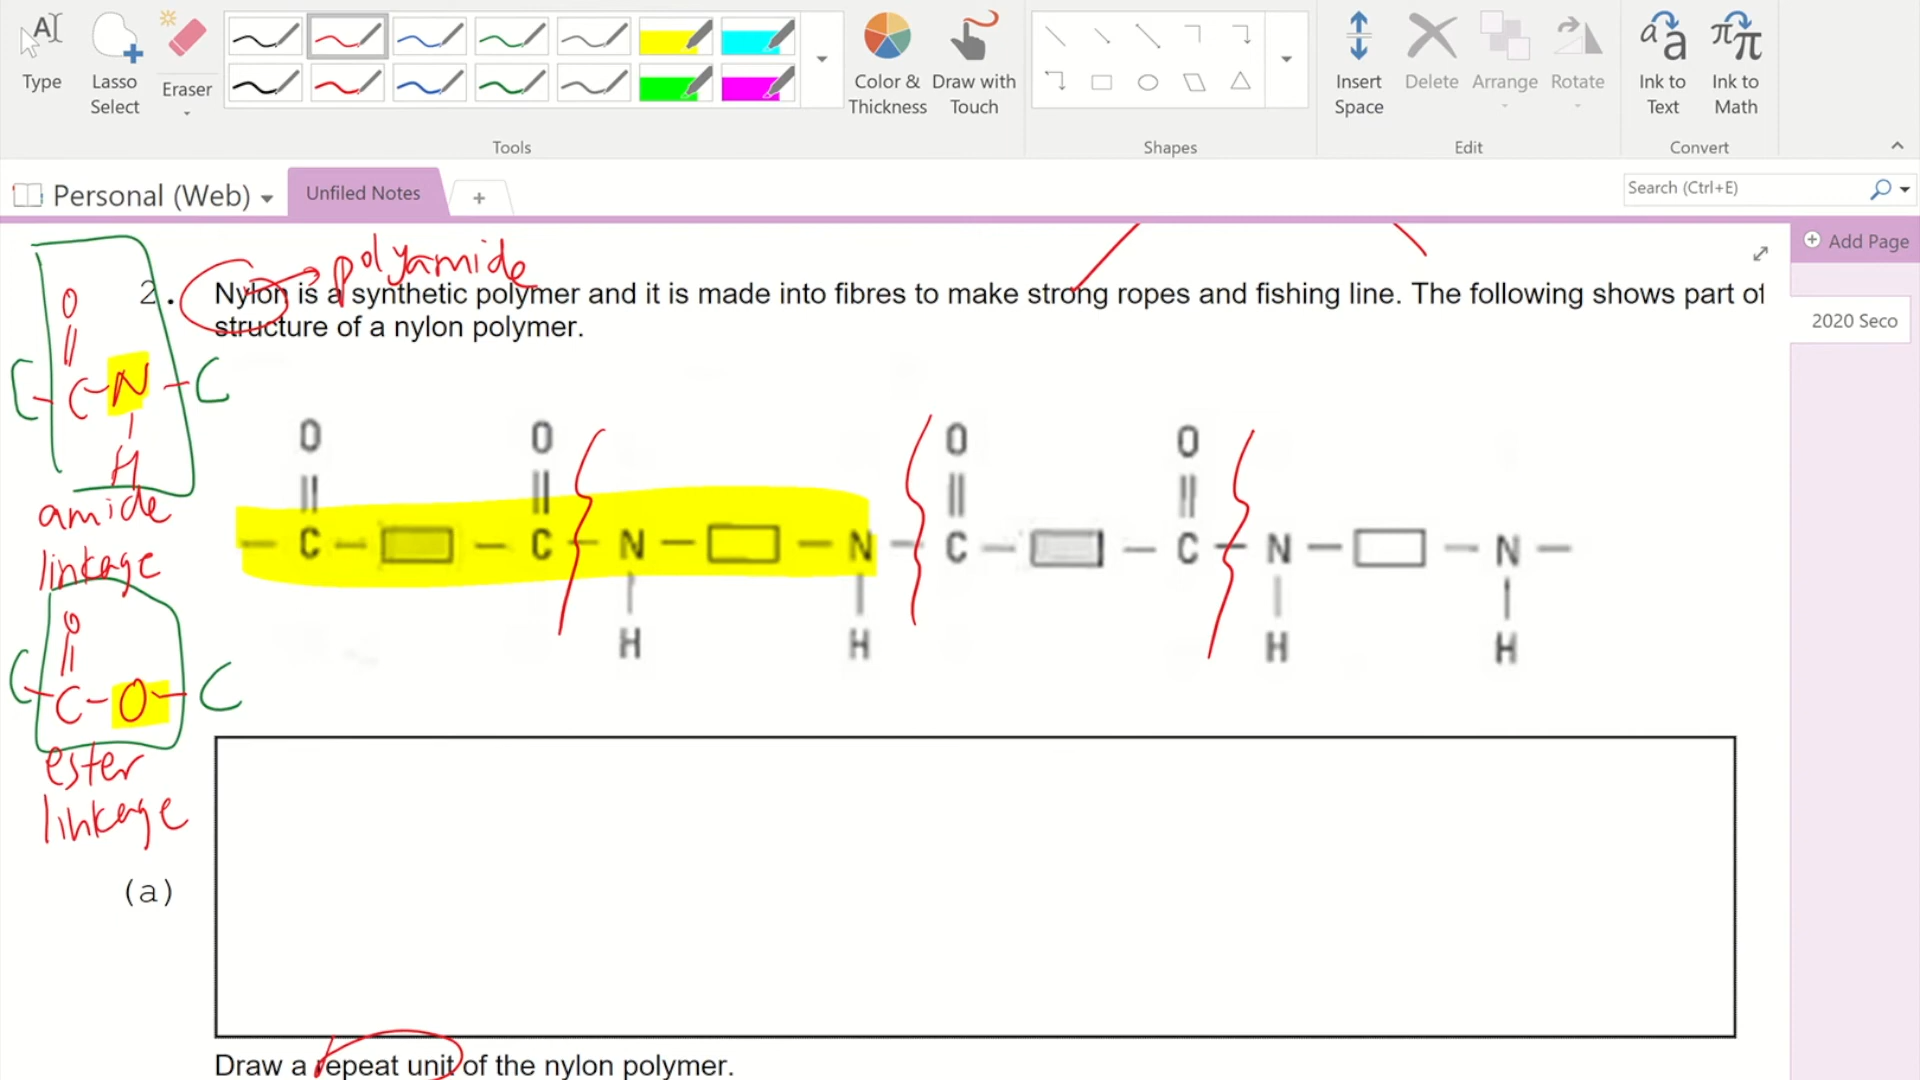 Type
Lasso
Select
Eraser
Color &
Thickness
Draw with
Touch
Insert
Space
Delete
Arrange
Rotate
Ink to
Text
Ink to
Math
Tools
Shapes
Edit
Convert
Personal (Web)
Unfiled Notes
+
Search (Ctrl+E)
Add Page
2020 Seco
polyamide
2. Nylon is a synthetic polymer and it is made into fibres to make strong ropes and fishing line. The following shows part of
structure of a nylon polymer.
O
C - C - N - C
H
amide
linkage
O O O O
C C N N C C N N
H H H H
O
C - C - O - C
ester
linkage
(a)
Draw a repeat unit of the nylon polymer.